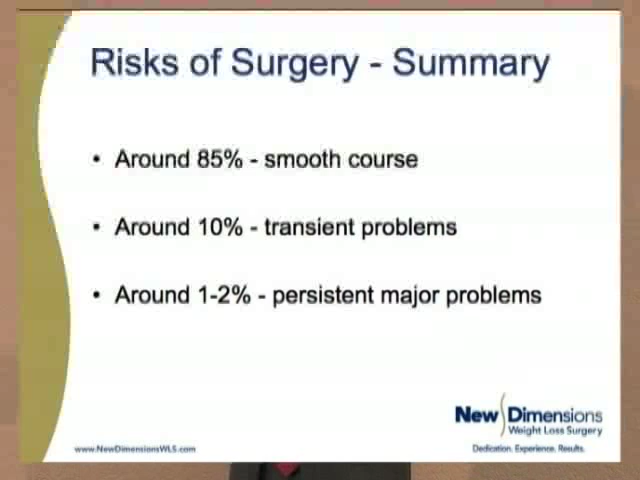 Risks of Surgery - Summary
• Around 85% - smooth course
• Around 10% - transient problems
• Around 1-2% - persistent major problems
New Dimensions
Weight Loss Surgery
www.NewDimensionsWLS.com
Dedication. Experience. Results.